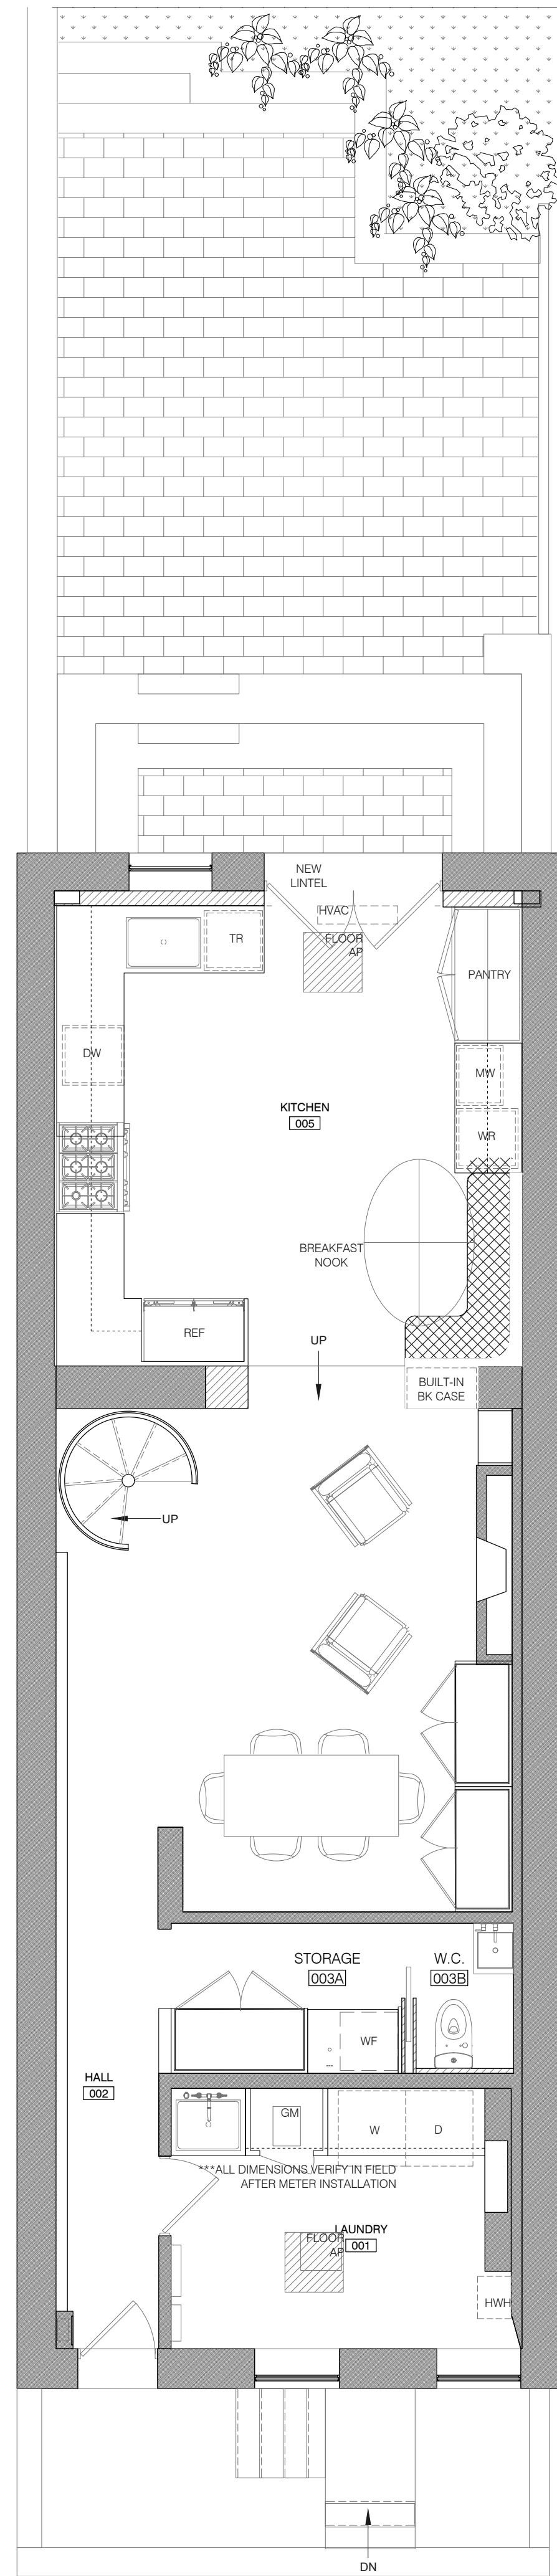 NEW
LINTEL
HVAC
TR
FLOOR
AP
PANTRY
DW
MW
KITCHEN
005
WR
BREAKFAST
NOOK
REF
UP
BUILT-IN
BK CASE
UP
STORAGE
003A
W.C.
003B
WF
HALL
002
GM
W
D
***ALL DIMENSIONS VERIFY IN FIELD
AFTER METER INSTALLATION
LAUNDRY
001
FLOOR
AP
HWH
DN